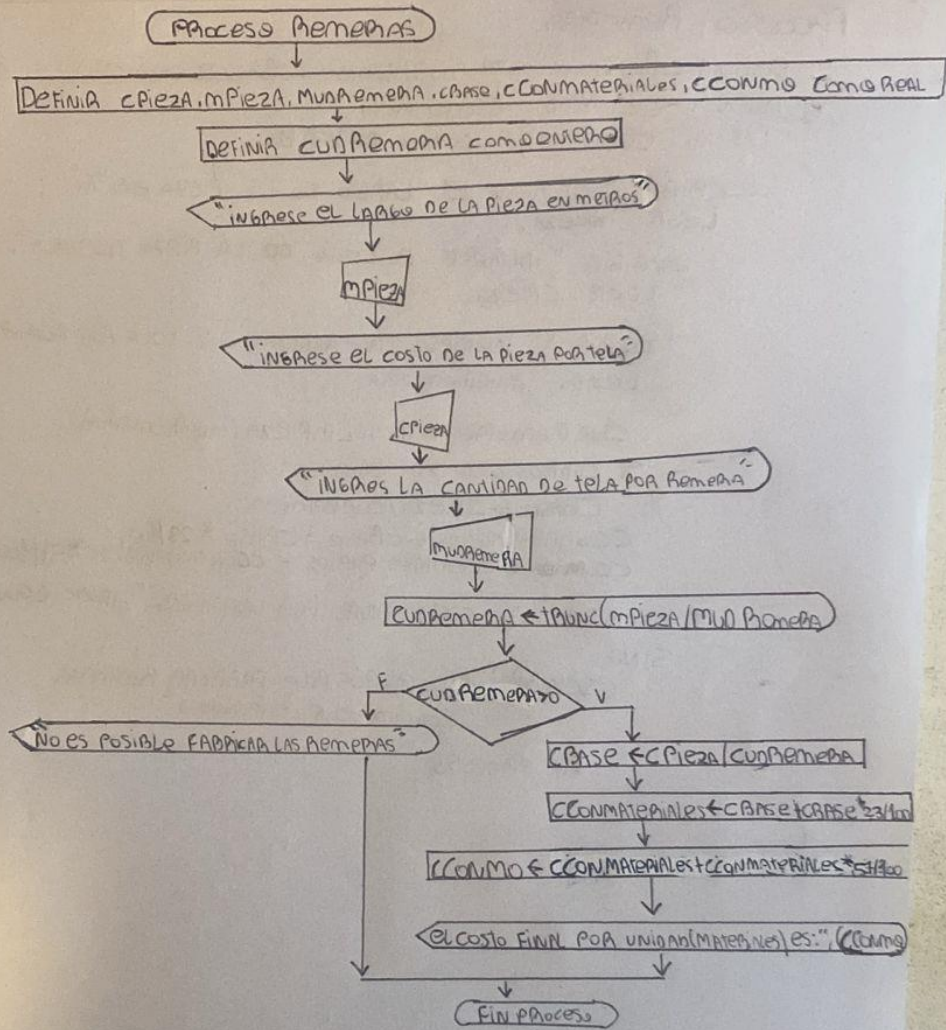 PROCESO REMERAS
DEFINIR CPIEZA, MPIEZA, MUDREMERA, CBASE, CCONMATERIALES, CCONMO COMO REAL
DEFINIR CUDREMERA COMO ENTERO
"INGRESE EL LARGO DE LA PIEZA EN METROS"
MPIEZA
"INGRESE EL COSTO DE LA PIEZA POR TELA"
CPIEZA
"INGRES LA CANTIDAD DE TELA POR REMERA"
MUDREMERA
CUDREMERA ← TRUNC(MPIEZA/MUD REMERA
F CUDREMERA>0 V
"NO ES POSIBLE FABRICAR LAS REMERAS"
CBASE ← CPIEZA/CUDREMERA
CCONMATERIALES ← CBASE+CBASE*23/100
CCONMO ← CCONMATERIALES+CCONMATERIALES*57/100
EL COSTO FINAL POR UNIDAD(MATERIALES) ES:", CCONMO
FIN PROCESO